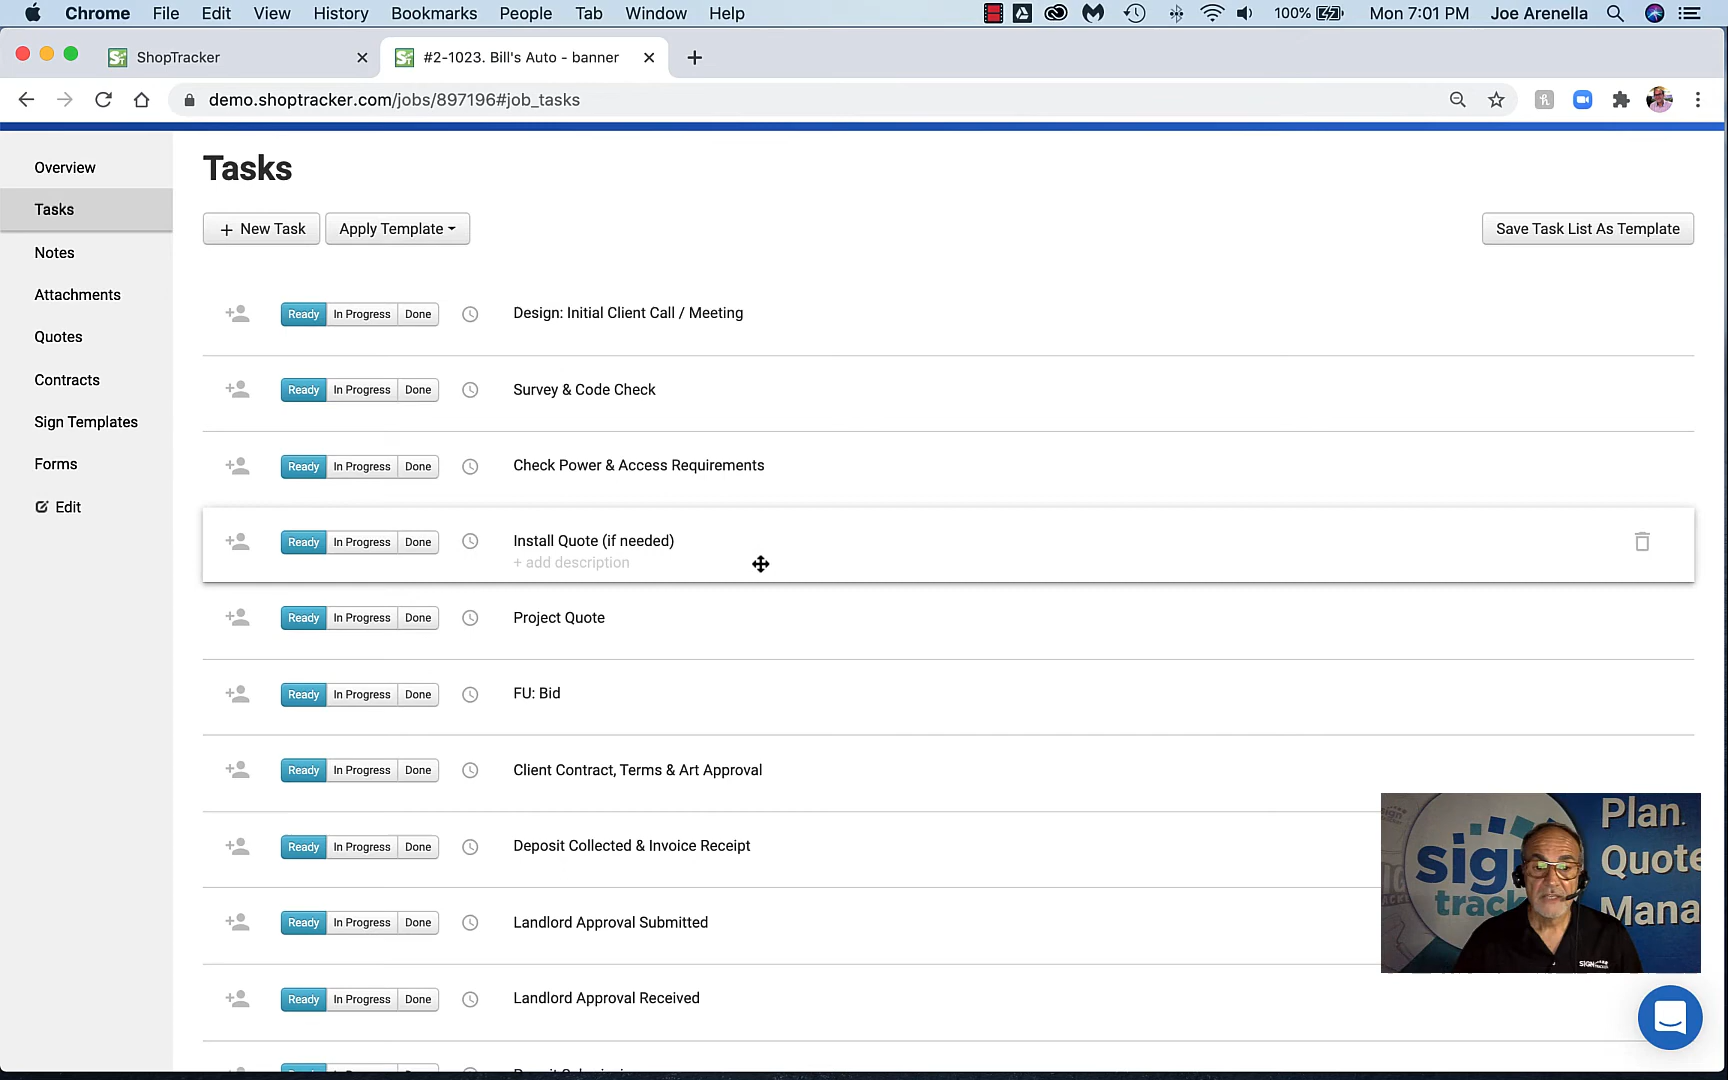 Chrome File Edit View History Bookmarks People Tab Window Help 100% Mon 7:01 PM Joe Arenella
ShopTracker
#2-1023. Bill's Auto - banner
demo.shoptracker.com/jobs/897196#job_tasks
Overview
Tasks
Notes
Attachments
Quotes
Contracts
Sign Templates
Forms
Edit
Tasks
+ New Task
Apply Template
Save Task List As Template
Ready In Progress Done Design: Initial Client Call / Meeting
Ready In Progress Done Survey & Code Check
Ready In Progress Done Check Power & Access Requirements
Ready In Progress Done Install Quote (if needed)
+ add description
Ready In Progress Done Project Quote
Ready In Progress Done FU: Bid
Ready In Progress Done Client Contract, Terms & Art Approval
Ready In Progress Done Deposit Collected & Invoice Receipt
Ready In Progress Done Landlord Approval Submitted
Ready In Progress Done Landlord Approval Received
Plan.
Quote
Mana
sign
track